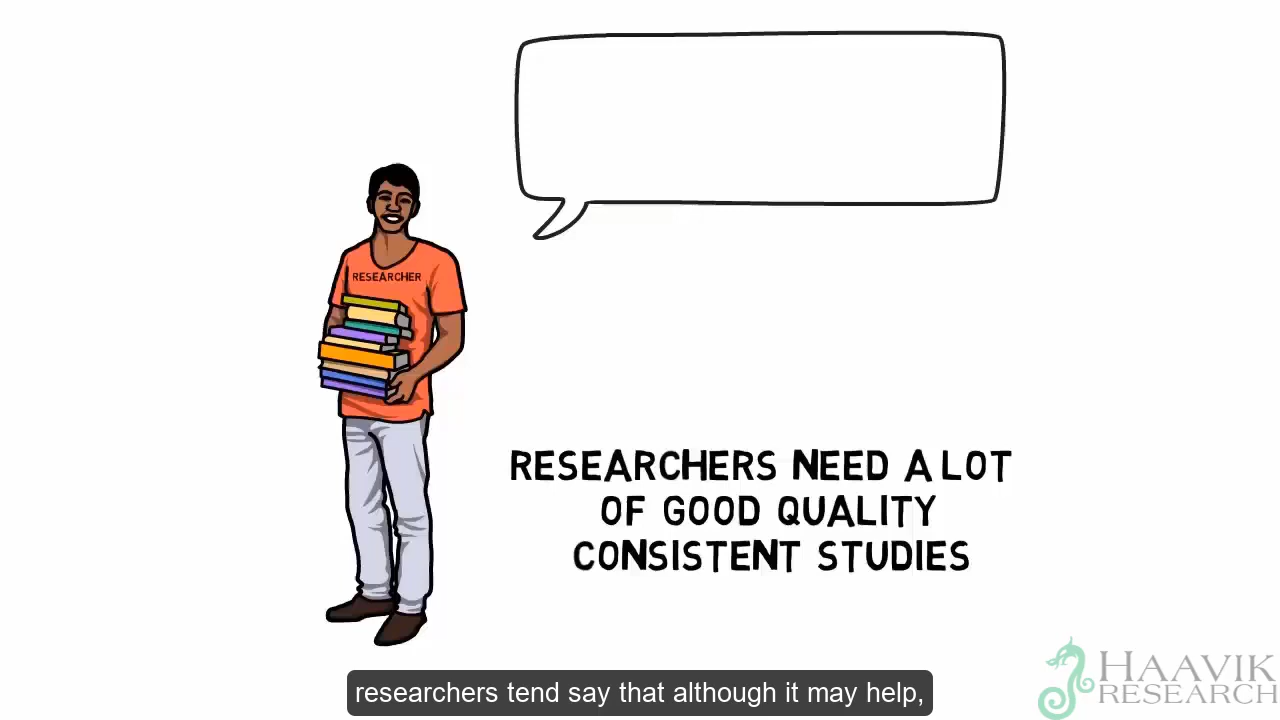 RESEARCHER
RESEARCHERS NEED A LOT
OF GOOD QUALITY
CONSISTENT STUDIES
researchers tend say that although it may help,
HAAVIK
RESEARCH